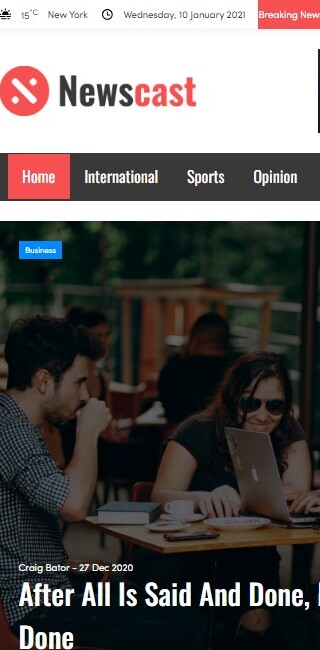 15°C New York Wednesday, 10 January 2021 Breaking News
Newscast
Home International Sports Opinion
Business
Craig Bator - 27 Dec 2020
After All Is Said And Done,
Done